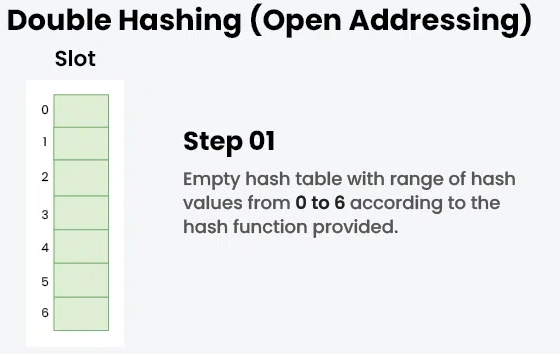 Double Hashing (Open Addressing)
Slot
0
1
2
3
4
5
6
Step 01
Empty hash table with range of hash
values from 0 to 6 according to the
hash function provided.